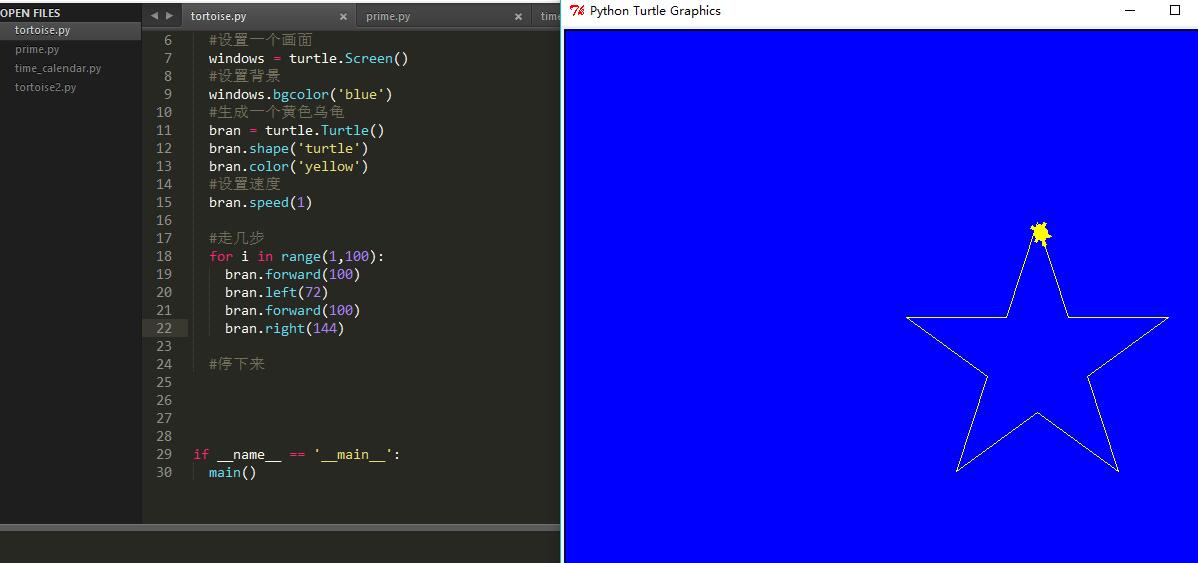 OPEN FILES
tortoise.py
prime.py
time_calendar.py
tortoise2.py
◀ ▶ tortoise.py × prime.py × time
6 #设置一个画面
7 windows = turtle.Screen()
8 #设置背景
9 windows.bgcolor('blue')
10 #生成一个黄色乌龟
11 bran = turtle.Turtle()
12 bran.shape('turtle')
13 bran.color('yellow')
14 #设置速度
15 bran.speed(1)
16
17 #走几步
18 for i in range(1,100):
19 bran.forward(100)
20 bran.left(72)
21 bran.forward(100)
22 bran.right(144)
23
24 #停下来
25
26
27
28
29 if __name__ == '__main__':
30 main()
Python Turtle Graphics